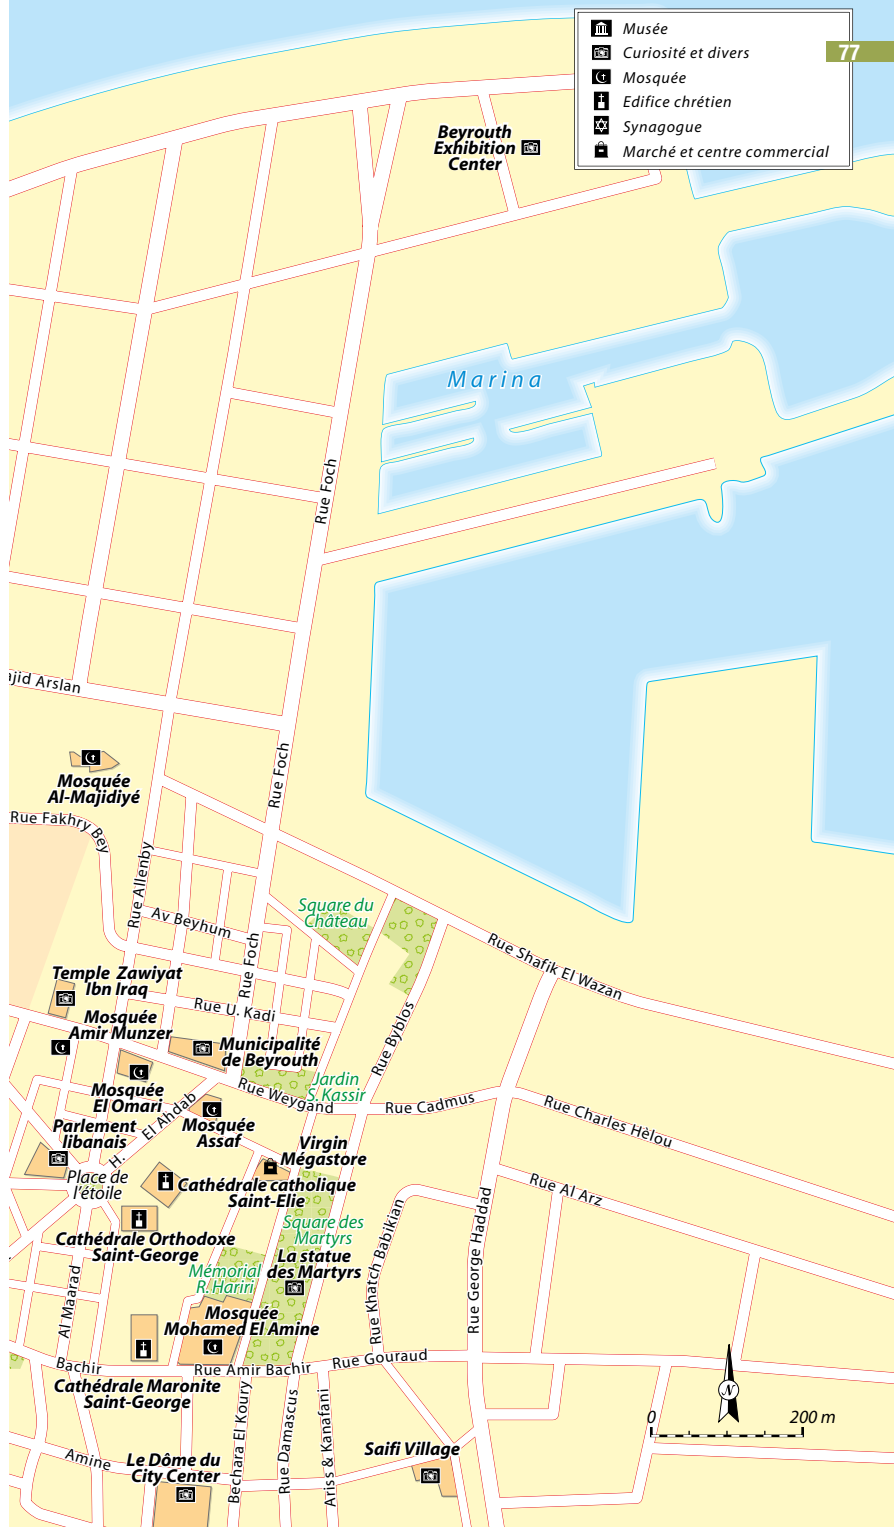 Musée
Curiosité et divers
77
Mosquée
Edifice chrétien
Synagogue
Marché et centre commercial
Beyrouth
Exhibition
Center
Marina
Rue Foch
ajid Arslan
Rue Foch
Mosquée
Al-Majidiyé
Rue Fakhry Bey
Rue Allenby
Square du
Château
Av Beyhum
Rue Foch
Rue Shafik El Wazan
Temple Zawiyat
Ibn Iraq
Rue U. Kadi
Mosquée
Amir Munzer
Rue Byblos
Municipalité
de Beyrouth
Jardin
S. Kassir
Mosquée
El Omari
Rue Weygand
Rue Cadmus
Rue Charles Hèlou
H. El Ahdab
Mosquée
Assaf
Parlement
libanais
Virgin
Mégastore
Place de
l'étoile
Cathédrale catholique
Saint-Elie
Rue Al Arz
Square des
Martyrs
Rue Khatch Babikian
Rue George Haddad
Cathédrale Orthodoxe
Saint-George
La statue
des Martyrs
Mémorial
R. Hariri
Al Maarad
Mosquée
Mohamed El Amine
Bachir
Rue Amir Bachir
Rue Gouraud
Cathédrale Maronite
Saint-George
N
0 200 m
Bechara El Koury
Rue Damascus
Ariss & Kanafani
Amine
Le Dôme du
City Center
Saifi Village